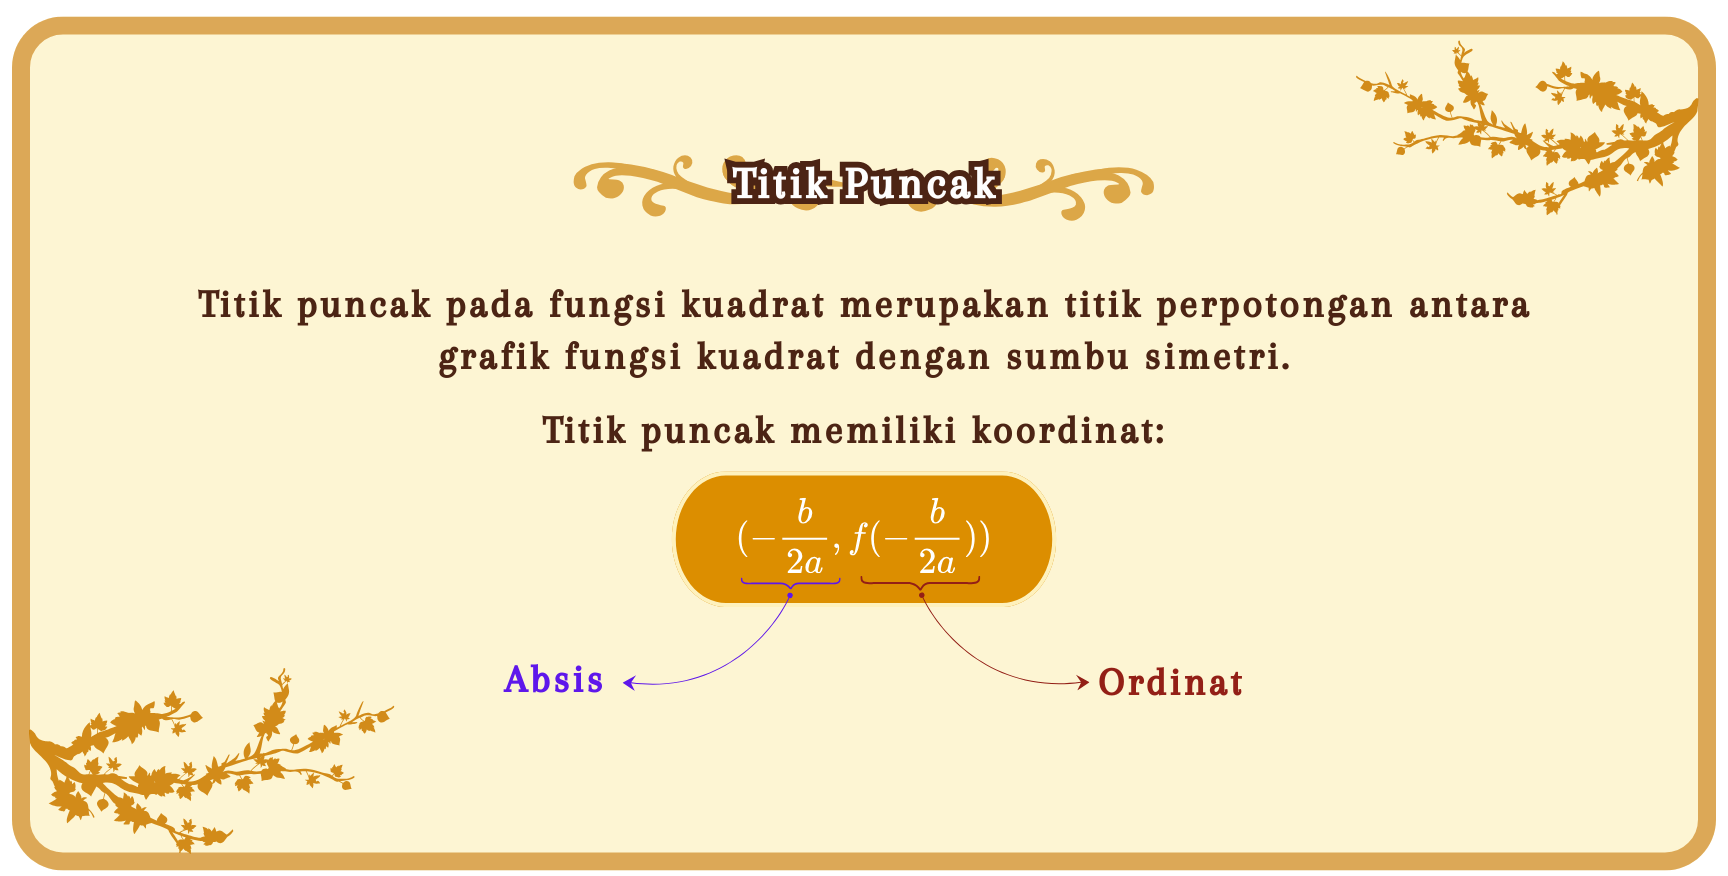 Titik Puncak
Titik puncak pada fungsi kuadrat merupakan titik perpotongan antara
grafik fungsi kuadrat dengan sumbu simetri.
Titik puncak memiliki koordinat:
(-\frac{b}{2a}, f(-\frac{b}{2a}))
Absis
Ordinat